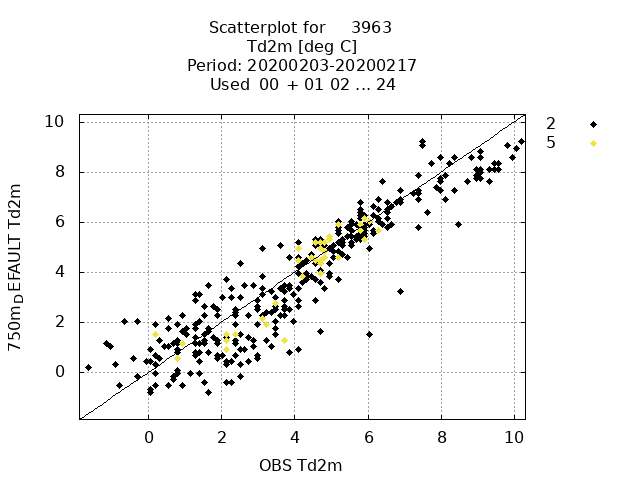 Scatterplot for 3963
Td2m [deg C]
Period: 20200203-20200217
Used 00 + 01 02 ... 24
2
5
10
8
6
4
2
0
750m_DEFAULT Td2m
0 2 4 6 8 10
OBS Td2m